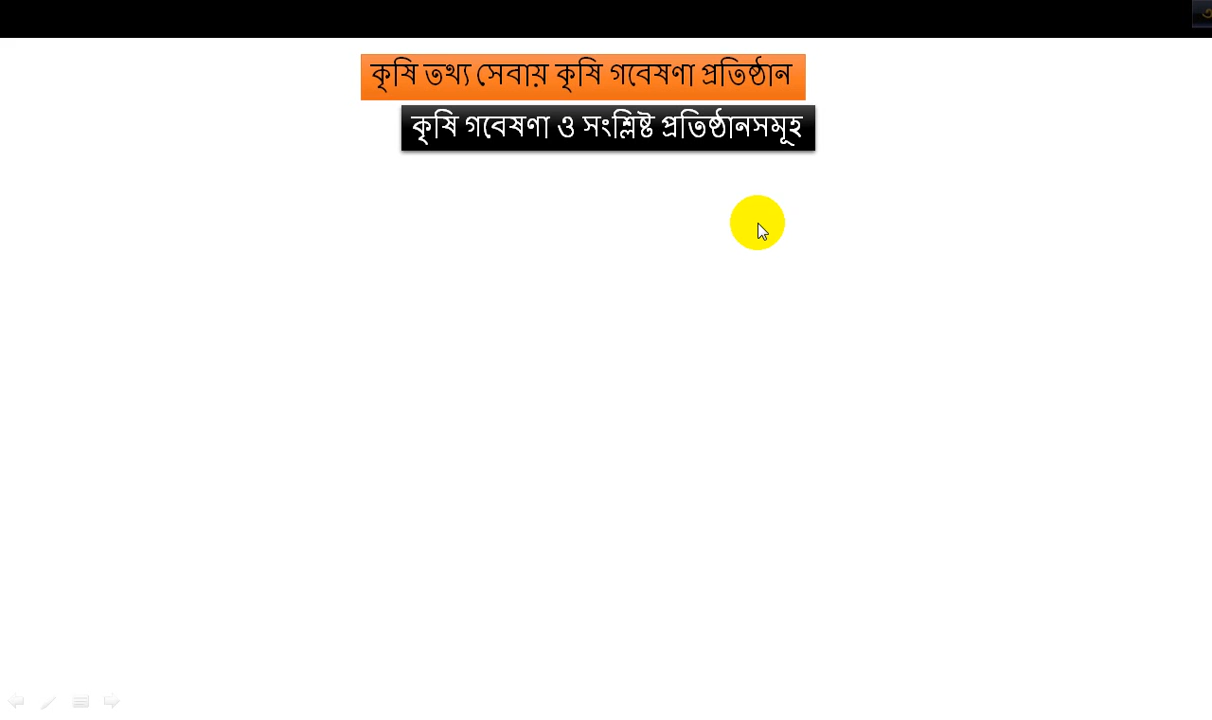 কৃষি তথ্য সেবায় কৃষি গবেষণা প্রতিষ্ঠান
কৃষি গবেষণা ও সংশ্লিষ্ট প্রতিষ্ঠানসমূহ